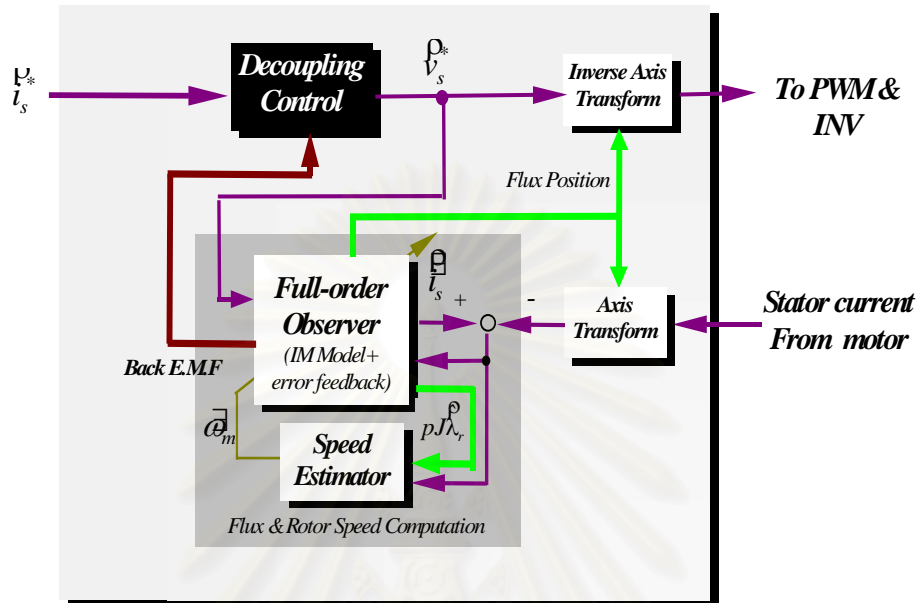 Decoupling
Control
Inverse Axis
Transform
To PWM &
INV
Flux Position
Full-order
Observer
(IM Model+
error feedback)
+
-
Axis
Transform
Stator current
From motor
Back E.M.F
Speed
Estimator
Flux & Rotor Speed Computation